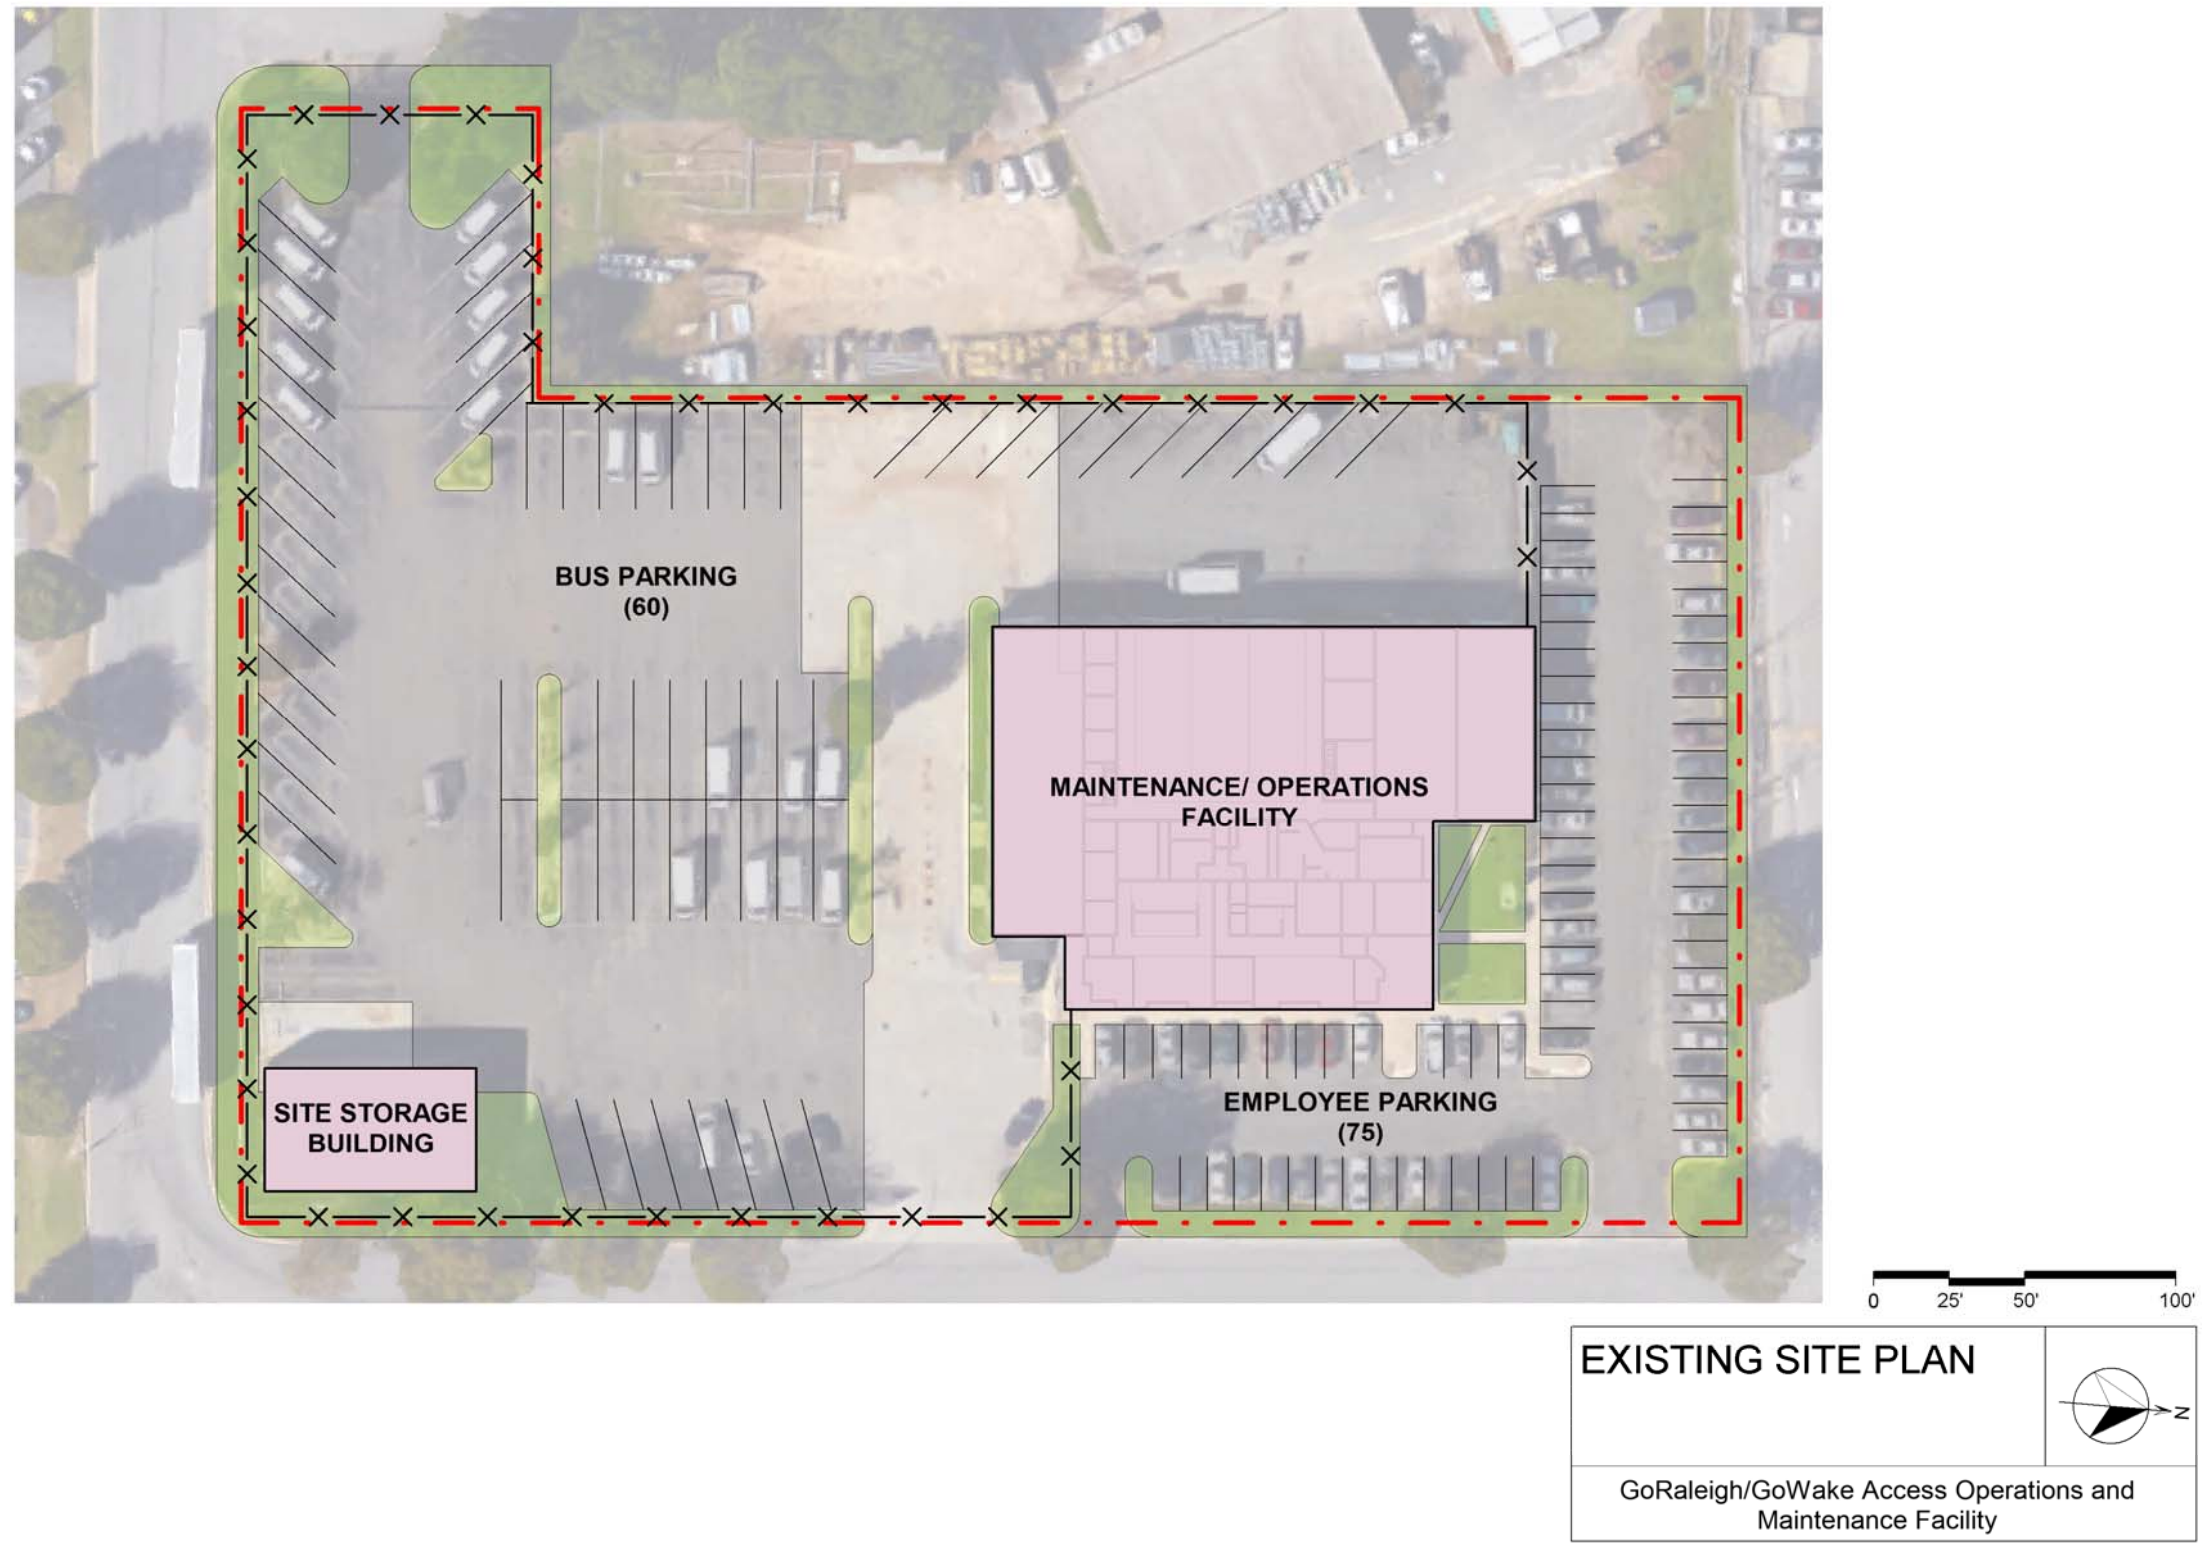 BUS PARKING
(60)
MAINTENANCE/ OPERATIONS
FACILITY
SITE STORAGE
BUILDING
EMPLOYEE PARKING
(75)
0 25' 50' 100'
EXISTING SITE PLAN
N
GoRaleigh/GoWake Access Operations and
Maintenance Facility